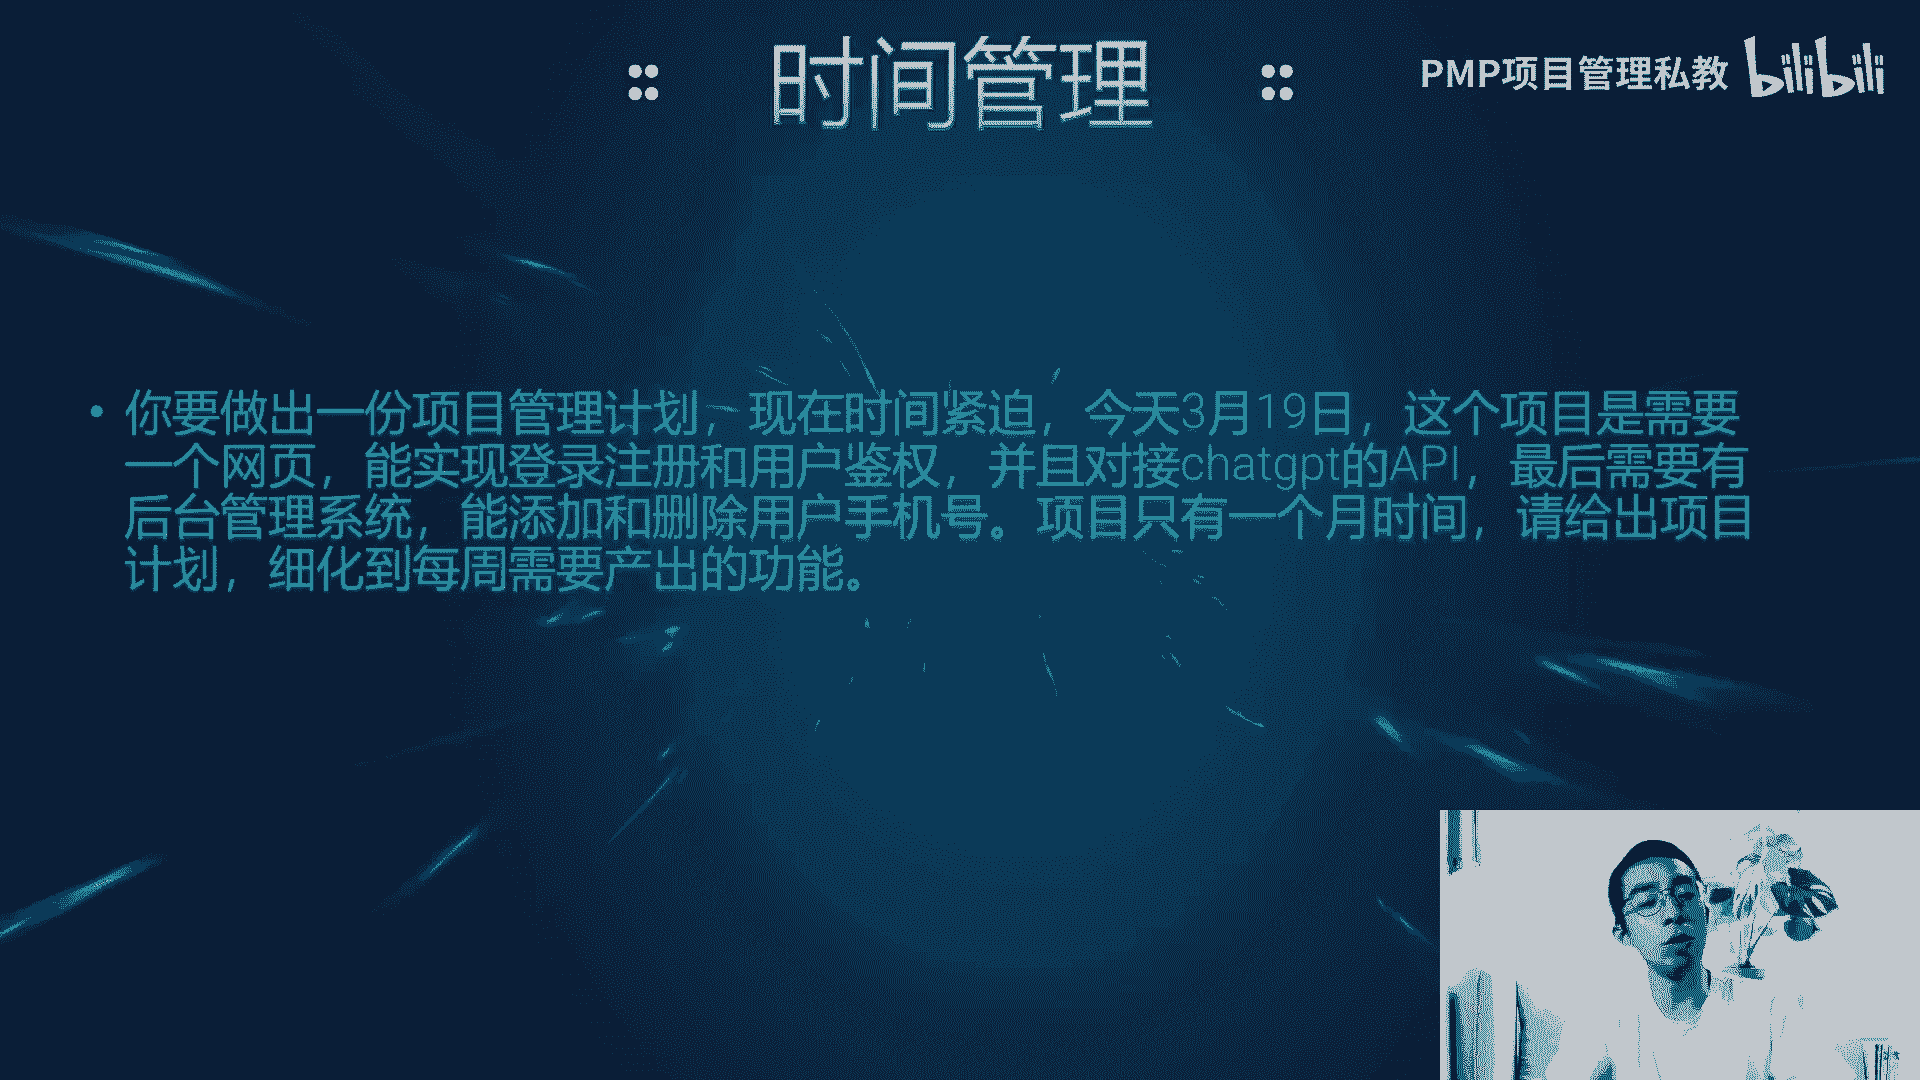 时间管理
PMP项目管理私教 bilibili
• 你要做出一份项目管理计划，现在时间紧迫，今天3月19日，这个项目是需要
一个网页，能实现登录注册和用户鉴权，并且对接chatgpt的API，最后需要有
后台管理系统，能添加和删除用户手机号。项目只有一个月时间，请给出项目
计划，细化到每周需要产出的功能。